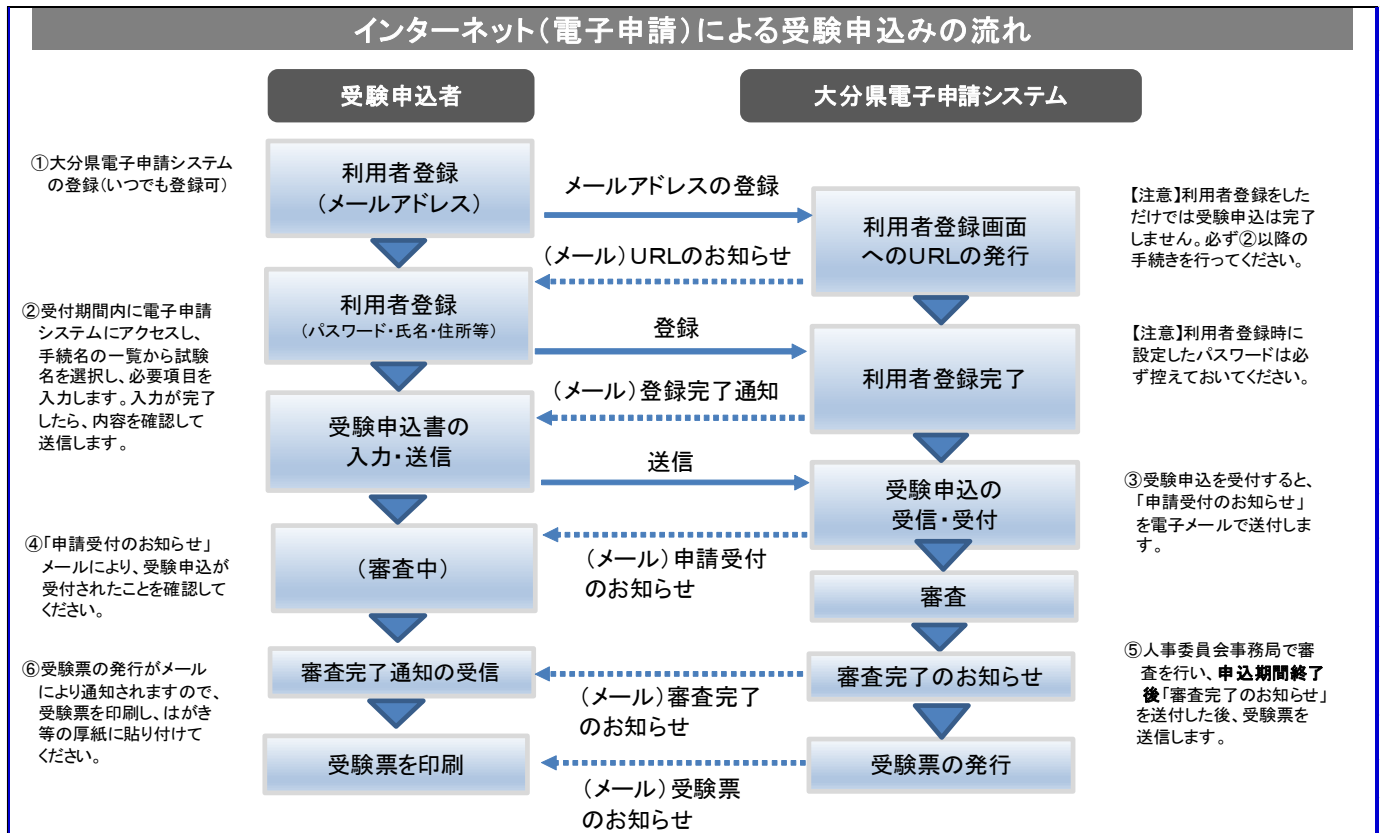 インターネット（電子申請）による受験申込みの流れ
受験申込者
大分県電子申請システム
①大分県電子申請システム
の登録（いつでも登録可）
利用者登録
（メールアドレス）
メールアドレスの登録
利用者登録画面
へのＵＲＬの発行
【注意】利用者登録をした
だけでは受験申込は完了
しません。必ず②以降の
手続きを行ってください。
（メール）ＵＲＬのお知らせ
②受付期間内に電子申請
システムにアクセスし、
手続名の一覧から試験
名を選択し、必要項目を
入力します。入力が完了
したら、内容を確認して
送信します。
利用者登録
（パスワード・氏名・住所等）
登録
利用者登録完了
【注意】利用者登録時に
設定したパスワードは必
ず控えておいてください。
（メール）登録完了通知
受験申込書の
入力・送信
送信
受験申込の
受信・受付
③受験申込を受付すると、
「申請受付のお知らせ」
を電子メールで送付しま
す。
④「申請受付のお知らせ」
メールにより、受験申込が
受付されたことを確認して
ください。
（審査中）
（メール）申請受付
のお知らせ
審査
⑤人事委員会事務局で審
査を行い、申込期間終了
後「審査完了のお知らせ」
を送付した後、受験票を
送信します。
⑥受験票の発行がメール
により通知されますので、
受験票を印刷し、はがき
等の厚紙に貼り付けて
ください。
審査完了通知の受信
（メール）審査完了
のお知らせ
審査完了のお知らせ
受験票を印刷
（メール）受験票
のお知らせ
受験票の発行